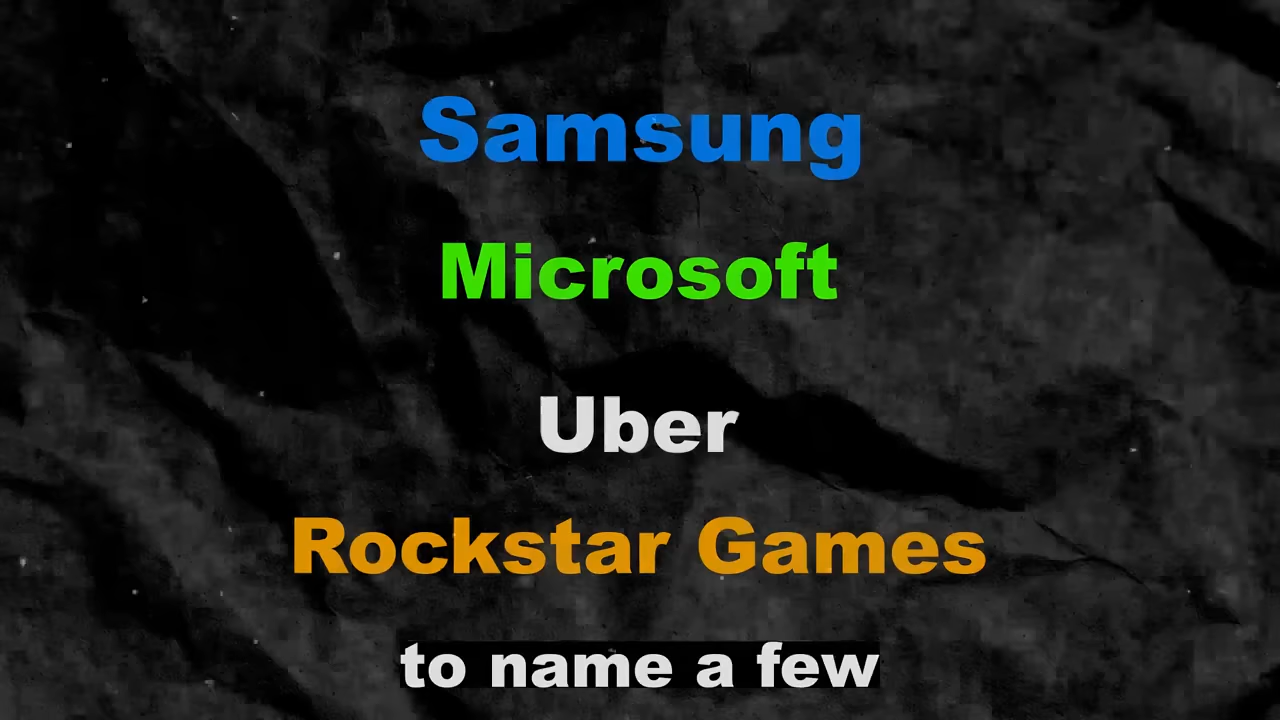 Samsung
Microsoft
Uber
Rockstar Games
to name a few